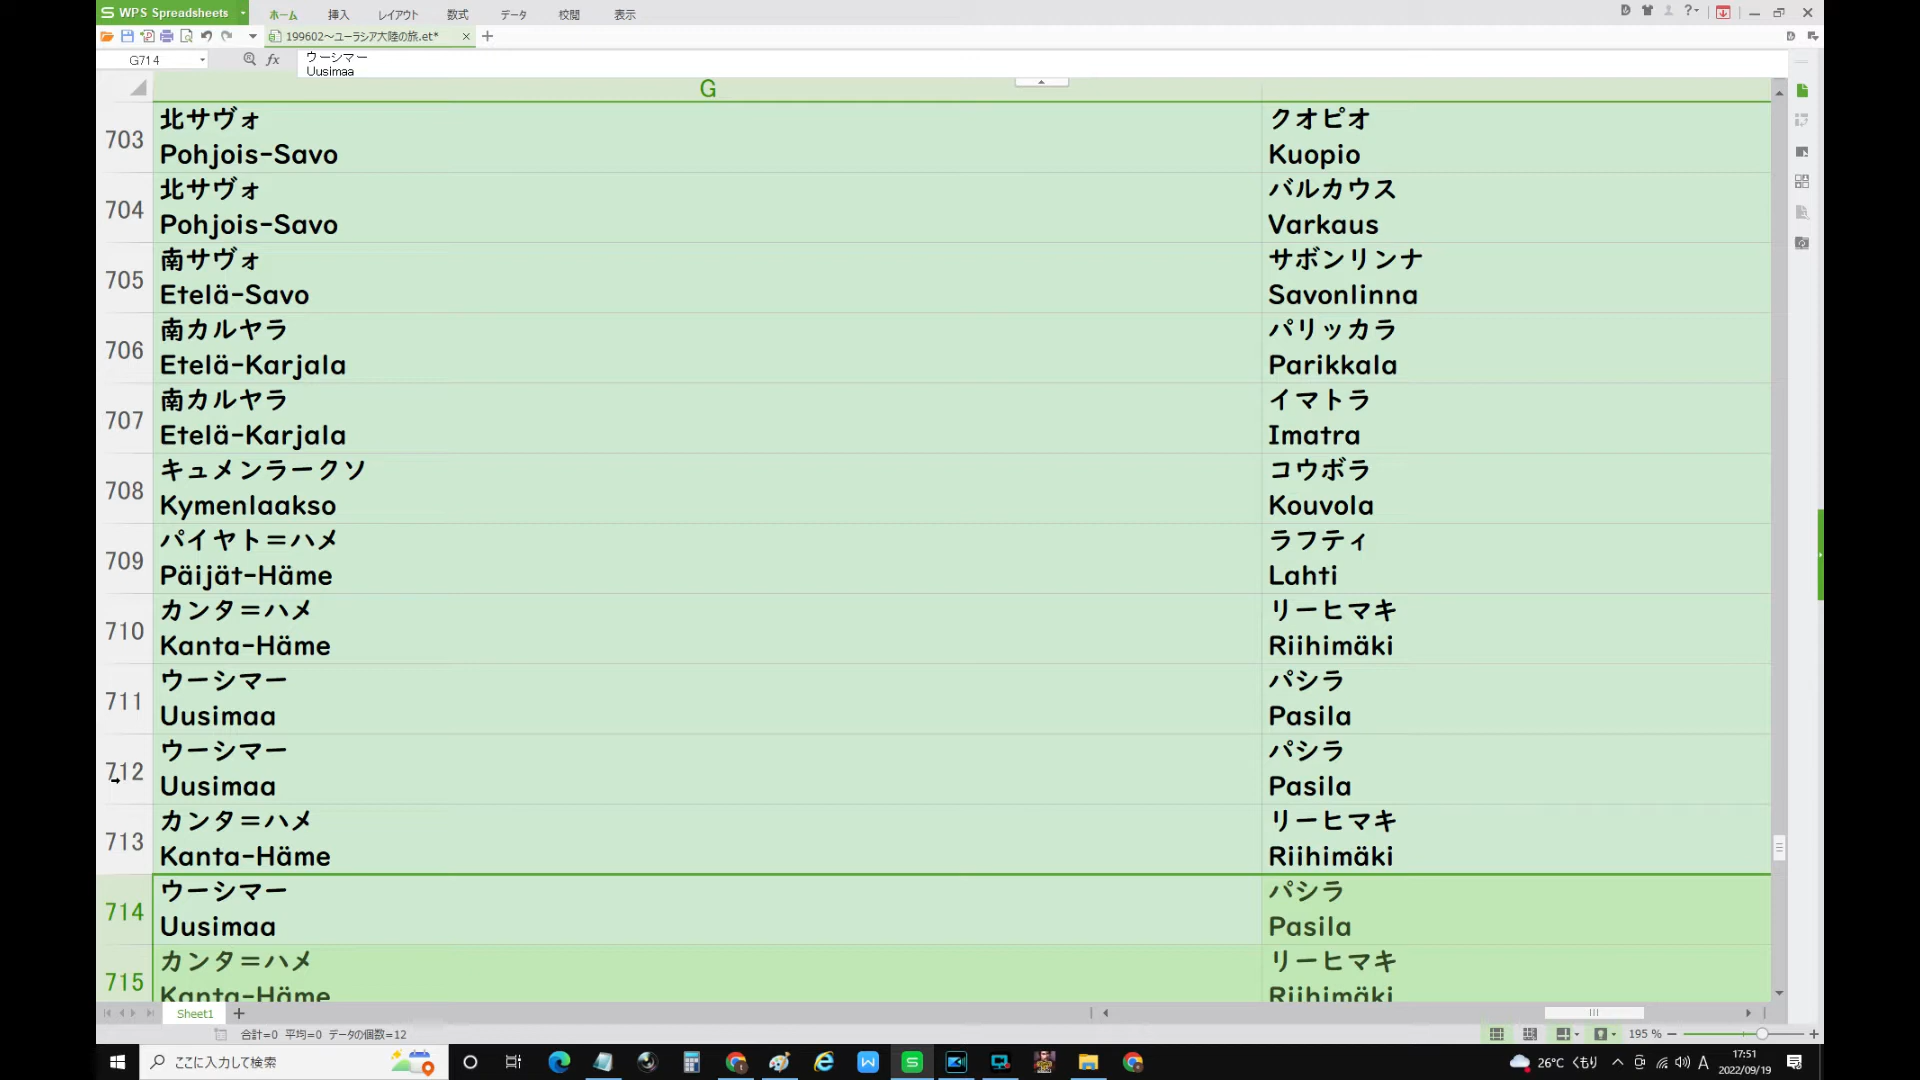 WPS Spreadsheets
ホーム 挿入 レイアウト 数式 データ 校閲 表示
199602～ユーラシア大陸の旅.et*
G714
fx
ウーシマー
Uusimaa
G
703
北サヴォ
Pohjois-Savo
クオピオ
Kuopio
704
北サヴォ
Pohjois-Savo
バルカウス
Varkaus
705
南サヴォ
Etelä-Savo
サボンリンナ
Savonlinna
706
南カルヤラ
Etelä-Karjala
パリッカラ
Parikkala
707
南カルヤラ
Etelä-Karjala
イマトラ
Imatra
708
キュメンラークソ
Kymenlaakso
コウボラ
Kouvola
709
パイヤト＝ハメ
Päijät-Häme
ラフティ
Lahti
710
カンタ＝ハメ
Kanta-Häme
リーヒマキ
Riihimäki
711
ウーシマー
Uusimaa
パシラ
Pasila
712
ウーシマー
Uusimaa
パシラ
Pasila
713
カンタ＝ハメ
Kanta-Häme
リーヒマキ
Riihimäki
714
ウーシマー
Uusimaa
パシラ
Pasila
715
カンタ＝ハメ
Kanta-Häme
リーヒマキ
Riihimäki
Sheet1
合計=0 平均=0 データの個数=12
195 %
ここに入力して検索
26°C くもり
A
17:51
2022/09/19